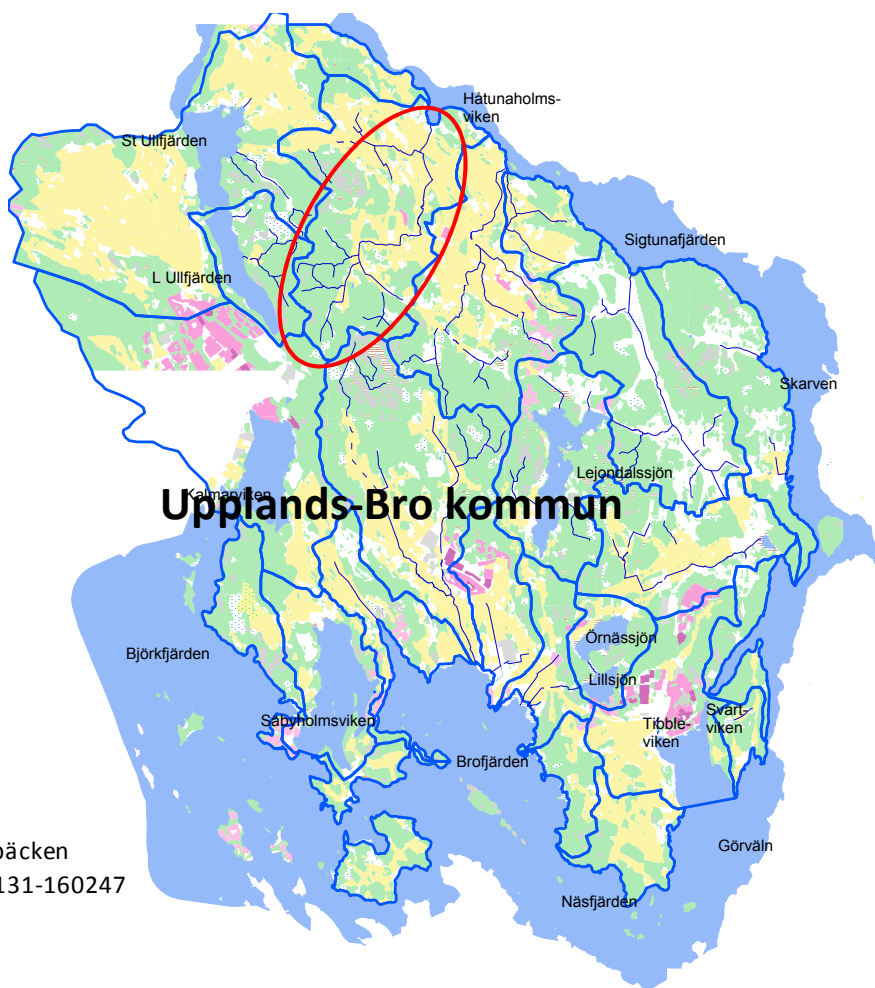 Håtunaholms-
viken
St Ullfjärden
Sigtunafjärden
L Ullfjärden
Skarven
Lejondalssjön
Kalmarviken
Upplands-Bro kommun
Örnässjön
Björkfjärden
Lillsjön
Säbyholmsviken
Tibble-
viken
Svart-
viken
Brofjärden
Görväln
äcken
131-160247
Näsfjärden